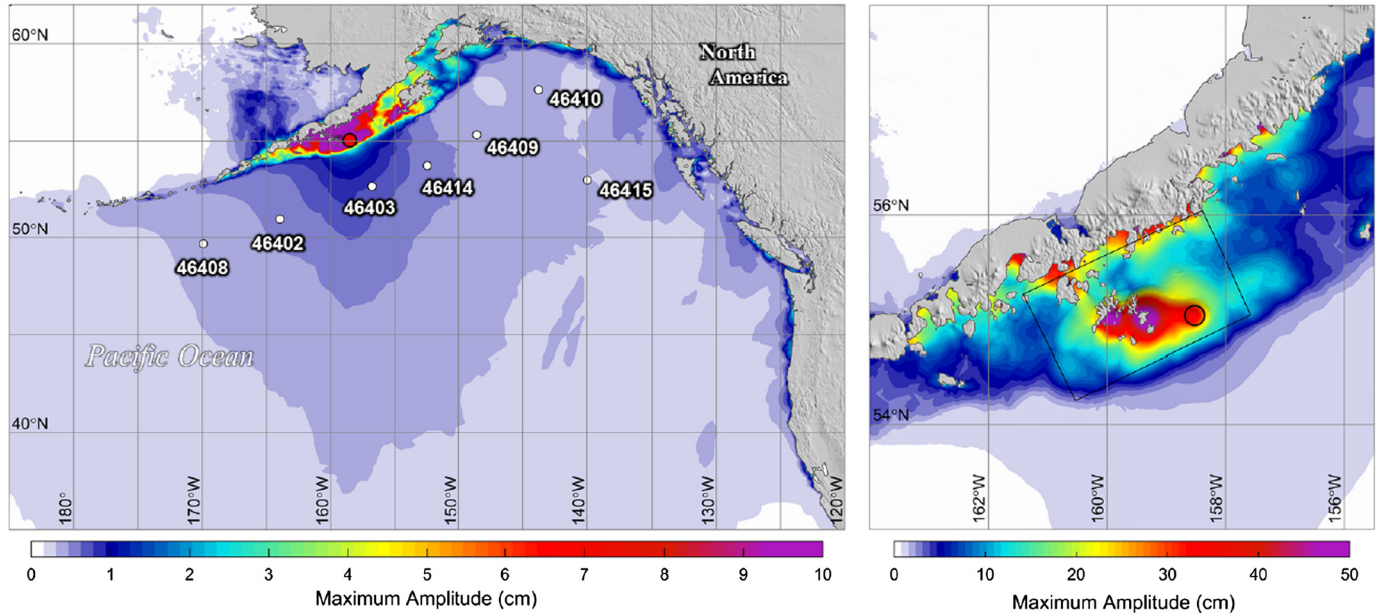 60°N
North
America
46410
46409
46414
46415
46403
50°N
46402
46408
Pacific Ocean
40°N
180°
170°W
160°W
150°W
140°W
130°W
120°W
0 1 2 3 4 5 6 7 8 9 10
Maximum Amplitude (cm)
56°N
54°N
162°W
160°W
158°W
156°W
0 10 20 30 40 50
Maximum Amplitude (cm)